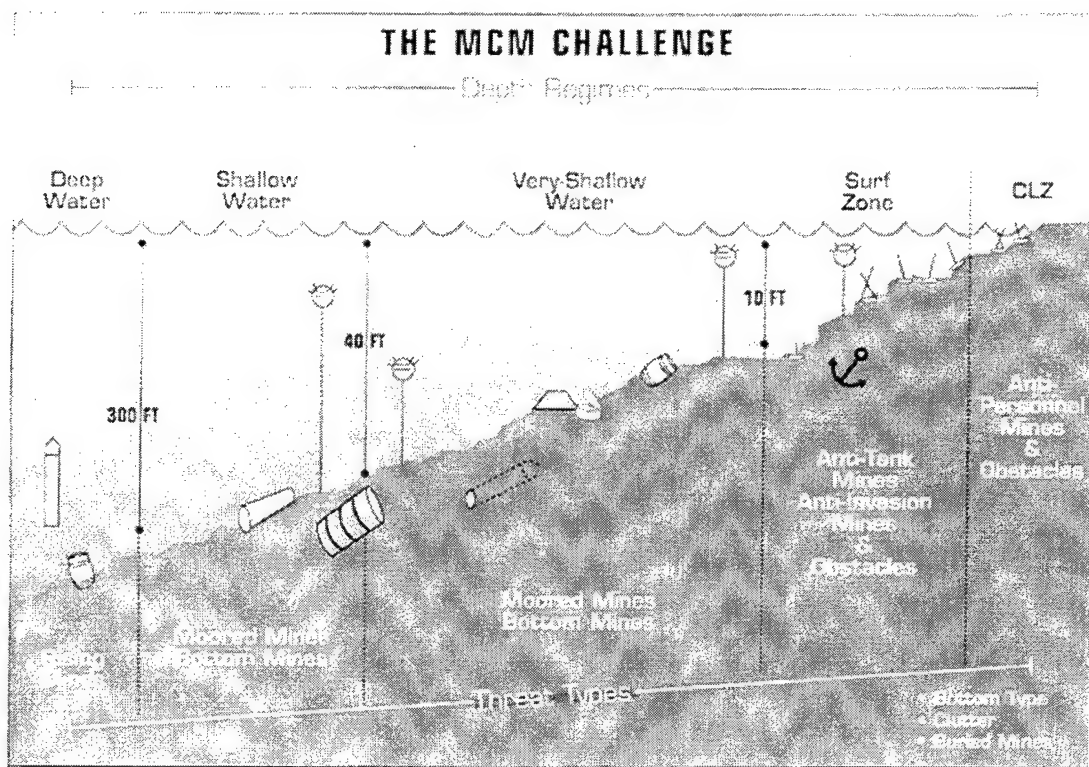 THE MCM CHALLENGE
Depth Regimes
Deep
Water
Shallow
Water
Very-Shallow
Water
Surf
Zone
CLZ
10 FT
40 FT
300 FT
Anti-
Personnel
Mines
&
Obstacles
Anti-Tank
Mines
Anti-Invasion
Mines
&
Obstacles
Moored Mines
Bottom Mines
Moored Mines
Bottom Mines
Rising
Threat Types
• Bottom Type
• Clutter
• Buried Mines